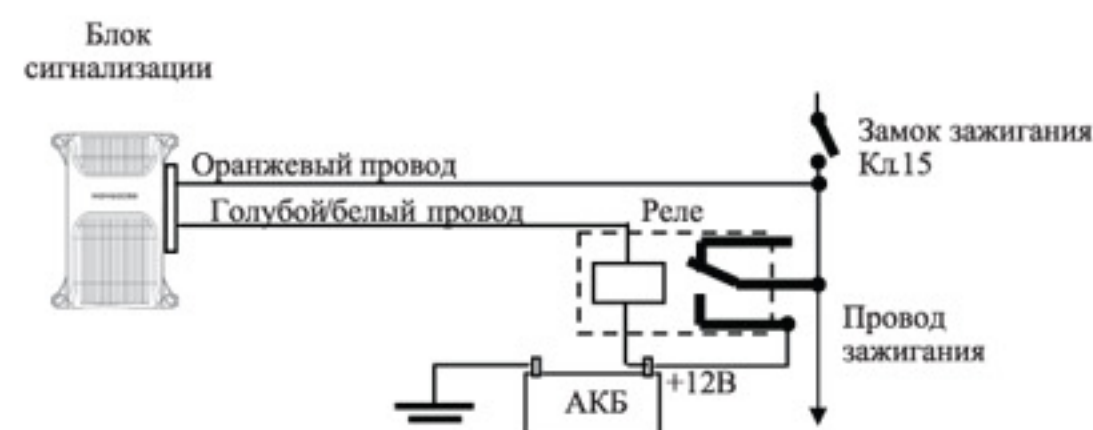 Блок
сигнализации
Замок зажигания
Кл.15
Оранжевый провод
Голубой/белый провод
Реле
Провод
зажигания
+12В
АКБ